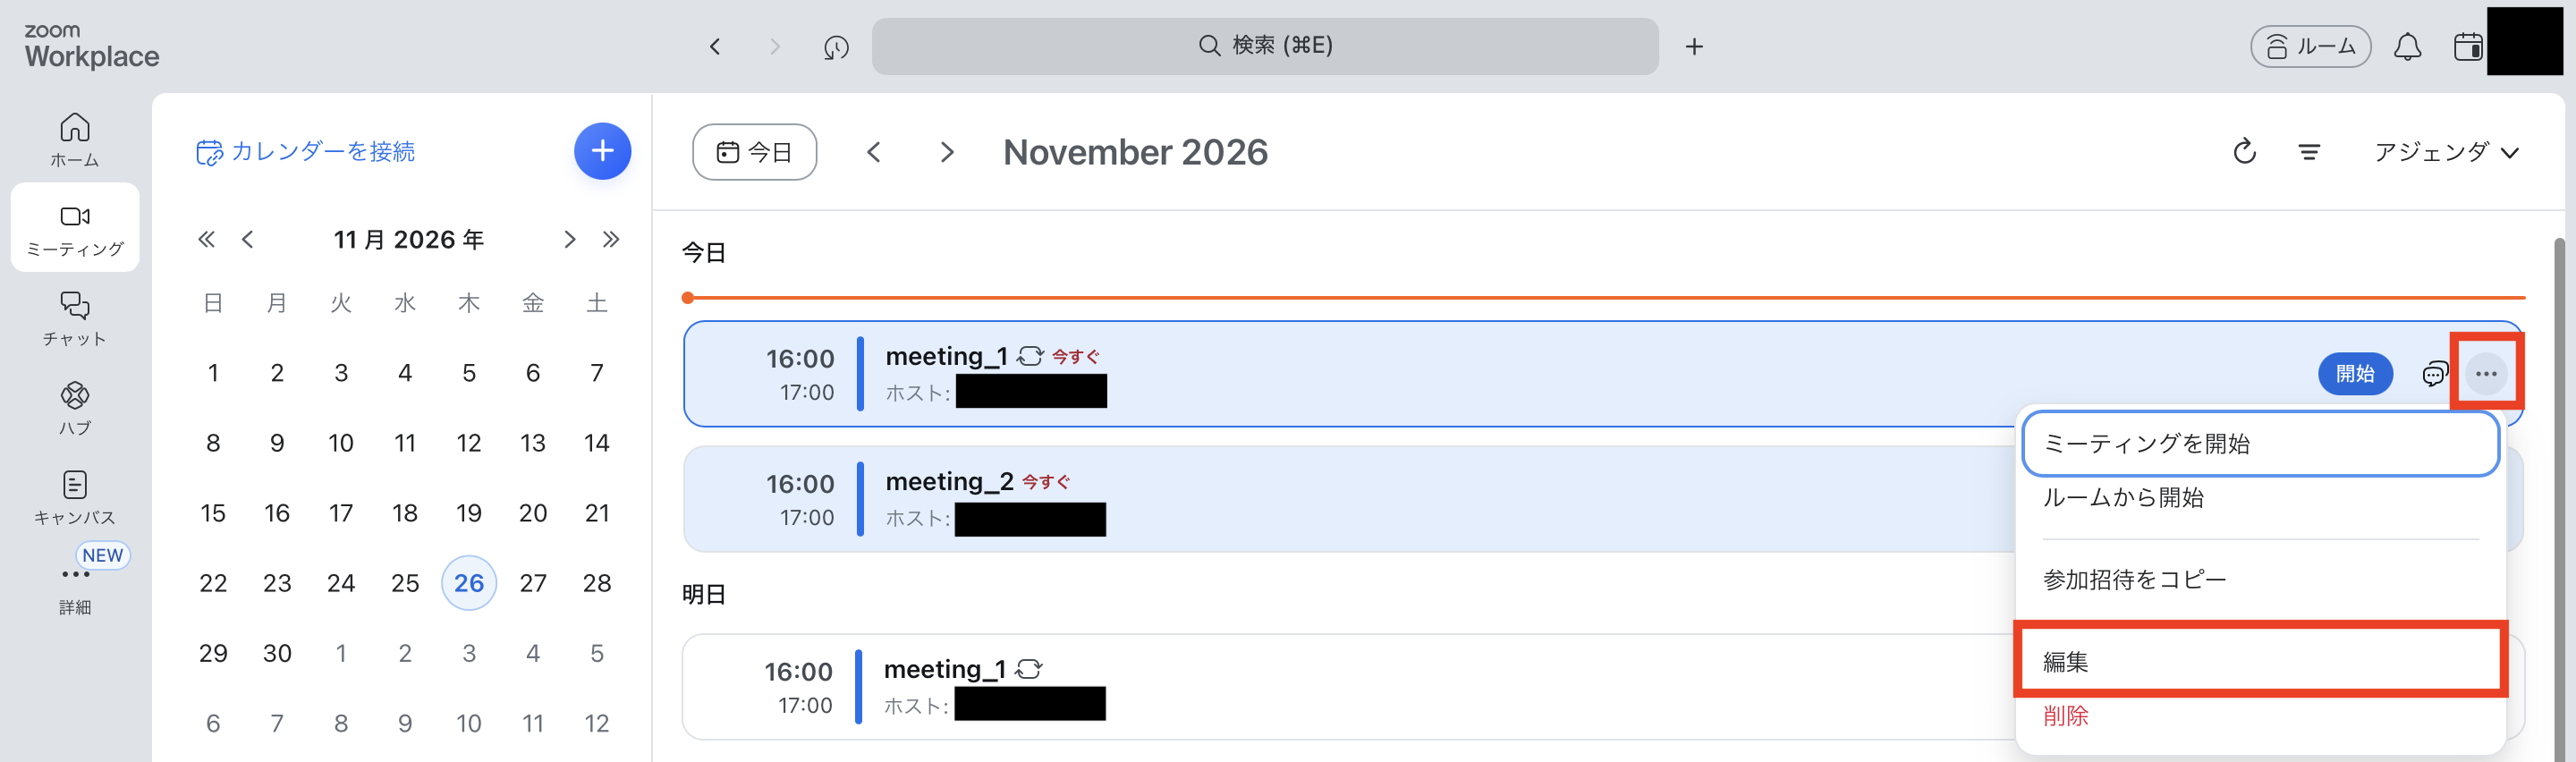 zoom
Workplace
検索 (⌘E)
ルーム
ホーム
ミーティング
チャット
ハブ
キャンバス
NEW
詳細
カレンダーを接続
11 月 2026 年
日 月 火 水 木 金 土
1 2 3 4 5 6 7
8 9 10 11 12 13 14
15 16 17 18 19 20 21
22 23 24 25 26 27 28
29 30 1 2 3 4 5
6 7 8 9 10 11 12
今日
November 2026
アジェンダ
今日
16:00
17:00
meeting_1 今すぐ
ホスト:
開始
16:00
17:00
meeting_2 今すぐ
ホスト:
明日
16:00
17:00
meeting_1
ホスト:
ミーティングを開始
ルームから開始
参加招待をコピー
編集
削除